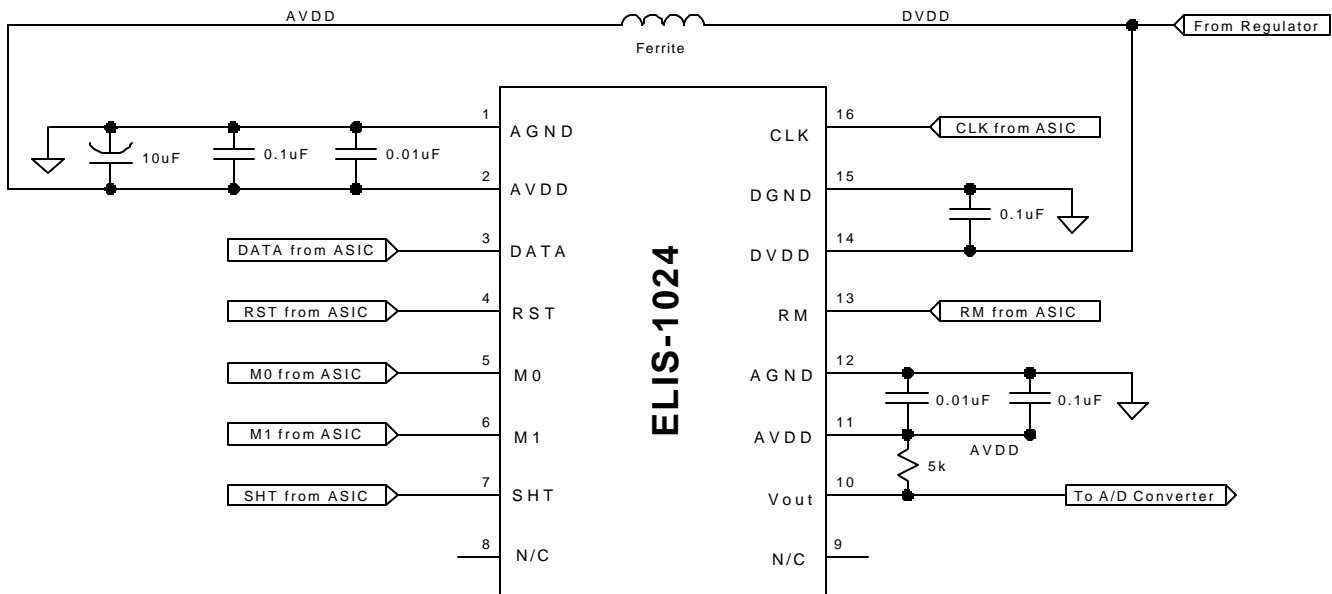 AVDD
DVDD
From Regulator
Ferrite
1
AGND
16
CLK
CLK from ASIC
10uF
0.1uF
0.01uF
2
AVDD
15
DGND
0.1uF
3
DATA
DATA from ASIC
14
DVDD
4
RST
RST from ASIC
13
RM
RM from ASIC
ELIS-1024
5
M0
M0 from ASIC
12
AGND
0.01uF
0.1uF
6
M1
M1 from ASIC
11
AVDD
AVDD
5k
7
SHT
SHT from ASIC
10
Vout
To A/D Converter
8
N/C
9
N/C